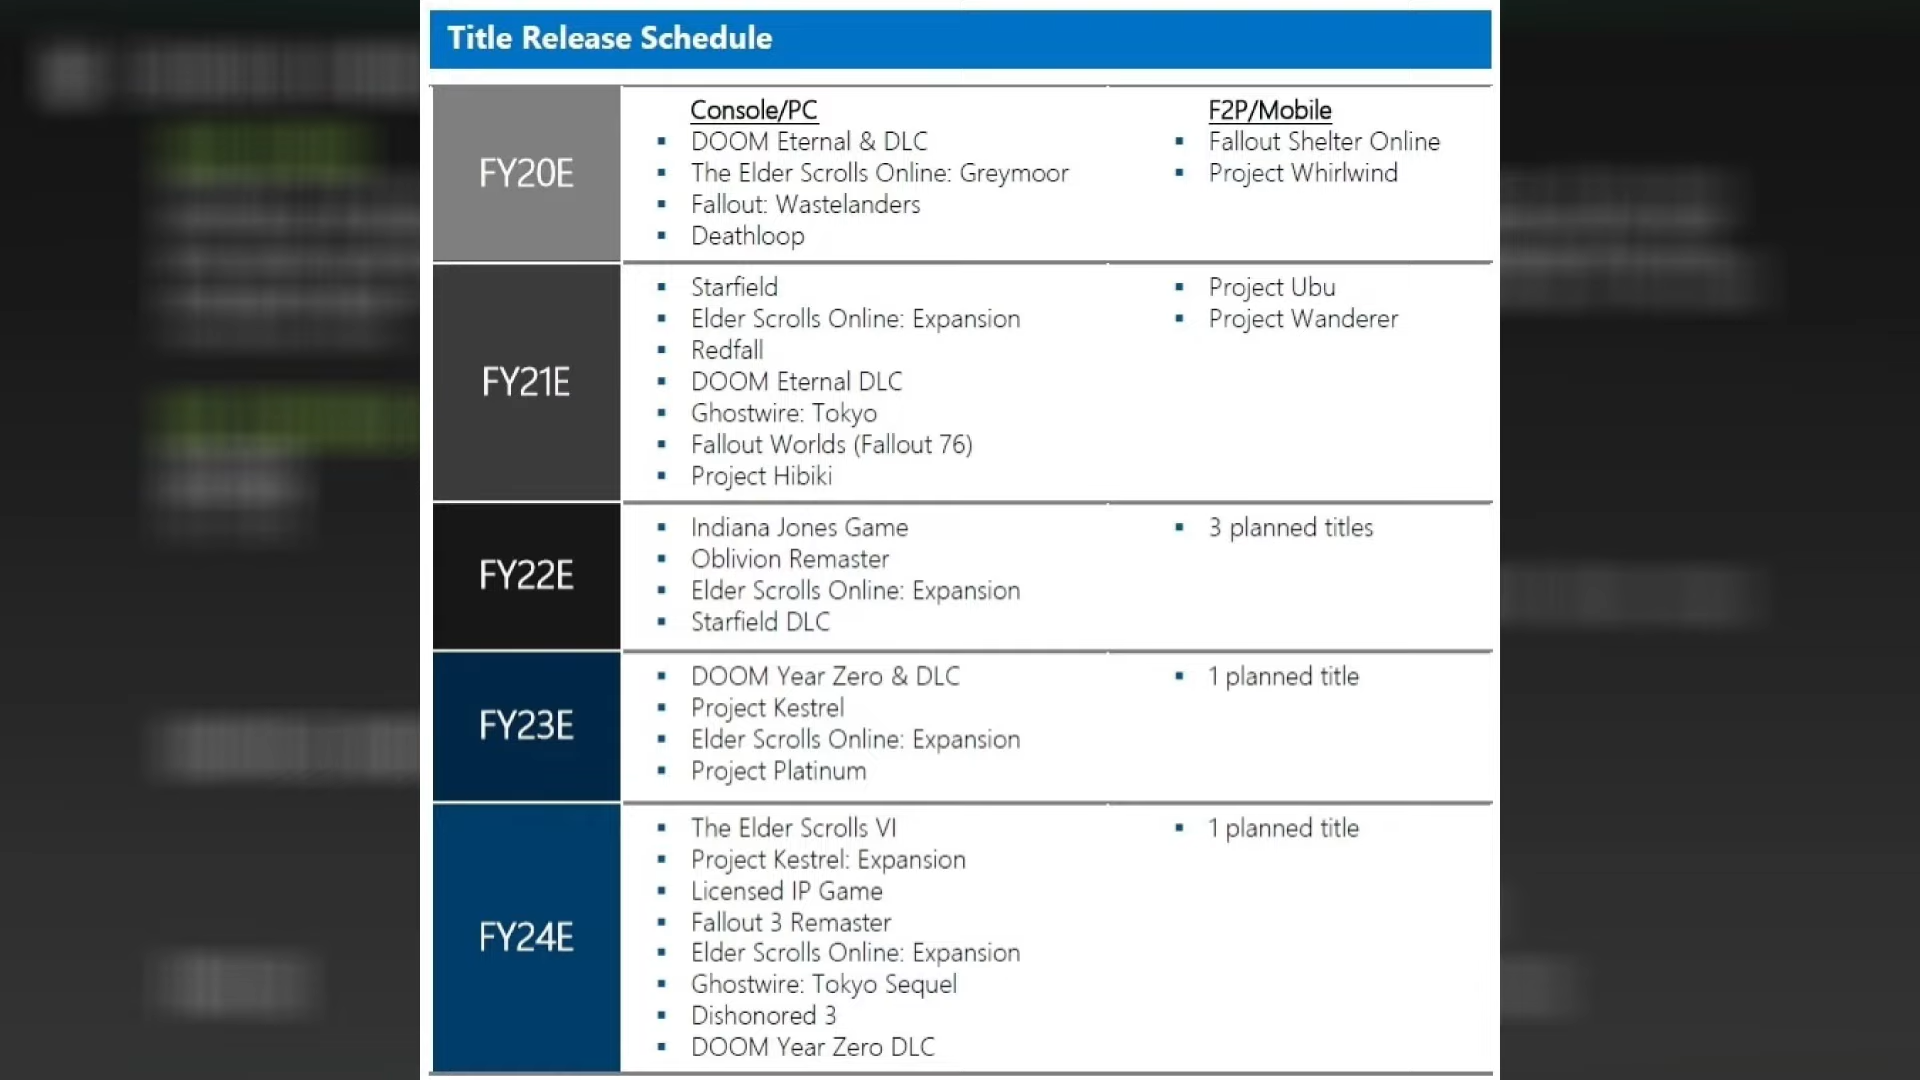 Title Release Schedule
FY20E
Console/PC
DOOM Eternal & DLC
The Elder Scrolls Online: Greymoor
Fallout: Wastelanders
Deathloop
F2P/Mobile
Fallout Shelter Online
Project Whirlwind
FY21E
Starfield
Elder Scrolls Online: Expansion
Redfall
DOOM Eternal DLC
Ghostwire: Tokyo
Fallout Worlds (Fallout 76)
Project Hibiki
Project Ubu
Project Wanderer
FY22E
Indiana Jones Game
Oblivion Remaster
Elder Scrolls Online: Expansion
Starfield DLC
3 planned titles
FY23E
DOOM Year Zero & DLC
Project Kestrel
Elder Scrolls Online: Expansion
Project Platinum
1 planned title
FY24E
The Elder Scrolls VI
Project Kestrel: Expansion
Licensed IP Game
Fallout 3 Remaster
Elder Scrolls Online: Expansion
Ghostwire: Tokyo Sequel
Dishonored 3
DOOM Year Zero DLC
1 planned title